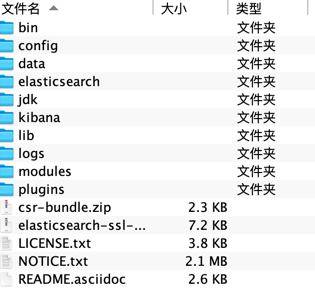 文件名 大小 类型
bin 文件夹
config 文件夹
data 文件夹
elasticsearch 文件夹
jdk 文件夹
kibana 文件夹
lib 文件夹
logs 文件夹
modules 文件夹
plugins 文件夹
csr-bundle.zip 2.3 KB
elasticsearch-ssl-... 7.2 KB
LICENSE.txt 3.8 KB
NOTICE.txt 2.1 MB
README.asciidoc 2.6 KB